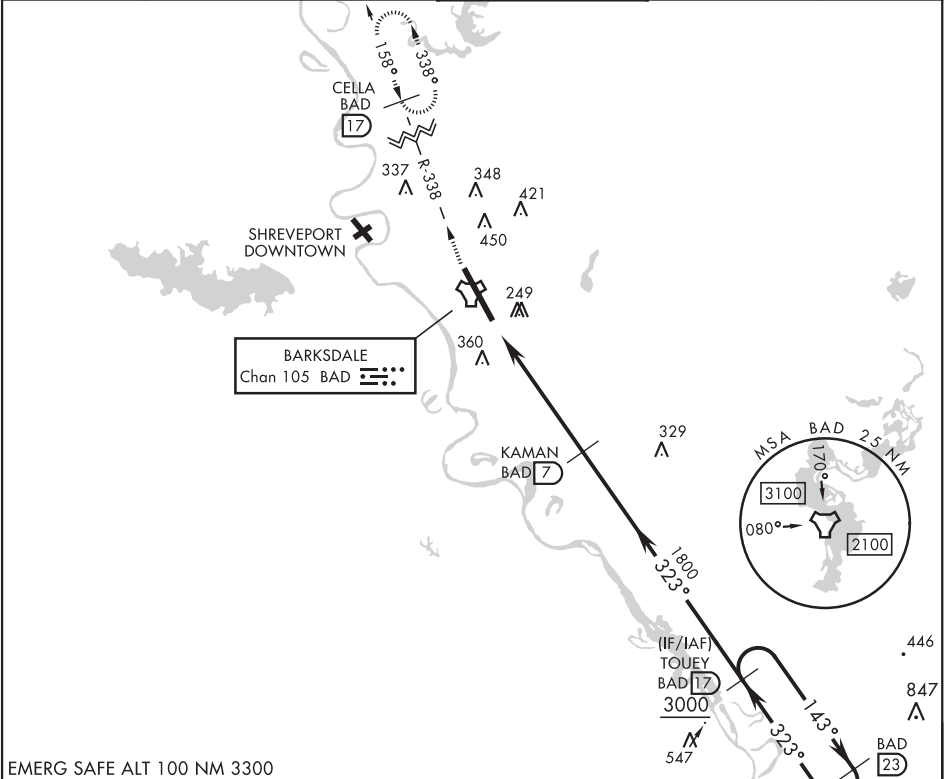 158°
338°
CELLA
BAD
17
R-338
337
348
421
450
SHREVEPORT
DOWNTOWN
249
360
BARKSDALE
Chan 105 BAD
KAMAN
BAD 7
329
MSA BAD 25 NM
170°
3100
080°
2100
1800
323°
(IF/IAF)
TOUEY
BAD 17
3000
547
446
847
143°
323°
BAD
23
EMERG SAFE ALT 100 NM 3300